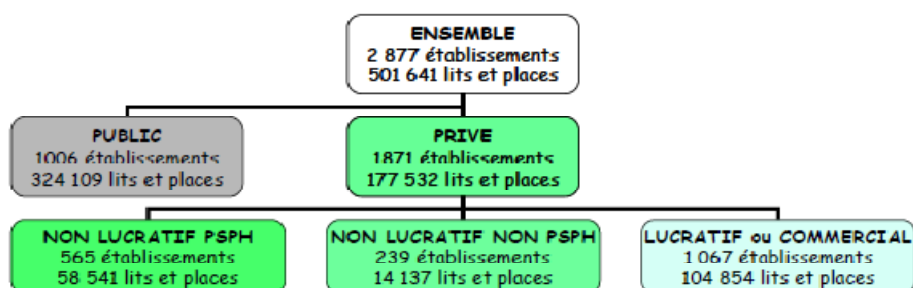 ENSEMBLE
2 877 établissements
501 641 lits et places
PUBLIC
1006 établissements
324 109 lits et places
PRIVE
1871 établissements
177 532 lits et places
NON LUCRATIF PSPH
565 établissements
58 541 lits et places
NON LUCRATIF NON PSPH
239 établissements
14 137 lits et places
LUCRATIF ou COMMERCIAL
1 067 établissements
104 854 lits et places